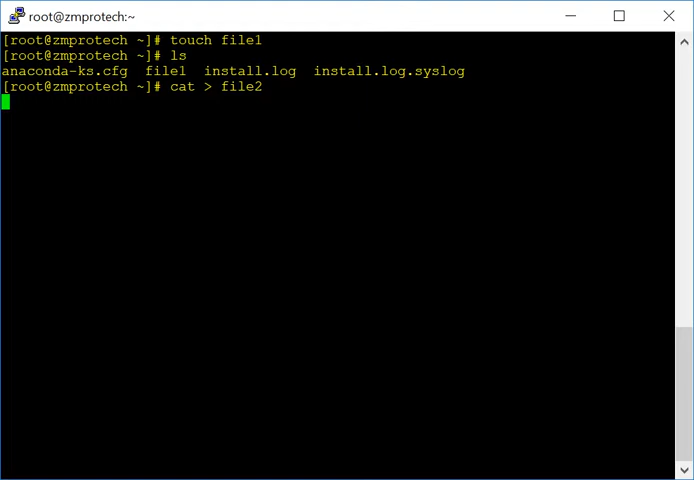 root@zmprotech:~
[root@zmprotech ~]# touch file1
[root@zmprotech ~]# ls
anaconda-ks.cfg  file1  install.log  install.log.syslog
[root@zmprotech ~]# cat > file2